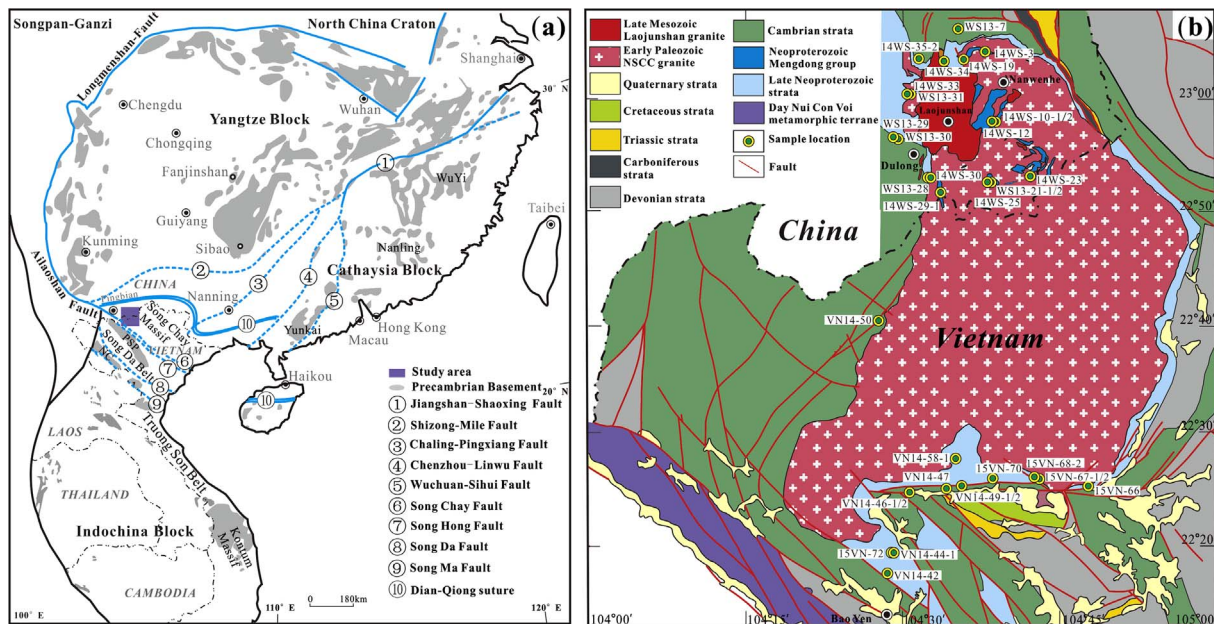 Songpan-Ganzi
North China Craton
(a)
Longmenshan-Fault
Shanghai
30° N
Wuhan
Chengdu
Yangtze Block
Chongqing
①
Fanjinshan
WuYi
Guiyang
Taibei
Kunming
Sibao
Nanling
Ailaoshan Fault
②
③
④
Cathaysia Block
CHINA
Nanning
⑤
⑩
Yunkai
Hong Kong
Macau
Song Chay
Massif
VIETNAM
PSP
NC
Song Da Belt
⑥
⑦
⑧
⑨
Haikou
⑩
20° N
Study area
Precambrian Basement
① Jiangshan-Shaoxing Fault
② Shizong-Mile Fault
③ Chaling-Pingxiang Fault
④ Chenzhou-Linwu Fault
⑤ Wuchuan-Sihui Fault
⑥ Song Chay Fault
⑦ Song Hong Fault
⑧ Song Da Fault
⑨ Song Ma Fault
⑩ Dian-Qiong suture
LAOS
Truong Son Belt
THAILAND
Indochina Block
Kontum
Massif
CAMBODIA
100° E
110° E
0 180km
120° E
(b)
Late Mesozoic
Laojunshan granite
Early Paleozoic
NSCC granite
Quaternary strata
Cretaceous strata
Triassic strata
Carboniferous
strata
Devonian strata
Cambrian strata
Neoproterozoic
Mengdong group
Late Neoproterozoic
strata
Day Nui Con Voi
metamorphic terrane
Sample location
Fault
WS13-7
14WS-35-2
14WS-3
14WS-19
14WS-34
Nanwenhe
14WS-33
WS13-31
23°00′
Laojunshan
14WS-10-1/2
WS13-29
14WS-12
WS13-30
Dulong
14WS-30
14WS-23
WS13-28
WS13-21-1/2
14WS-25
14WS-29-1
22°50′
China
VN14-50
22°40′
Vietnam
22°30′
VN14-58-1
15VN-70
15VN-68-2
VN14-47
15VN-67-1/2
15VN-66
VN14-49-1/2
VN14-46-1/2
22°20′
15VN-72
VN14-44-1
VN14-42
Bao Yen
104°00′
104°15′
104°30′
104°45′
105°00′